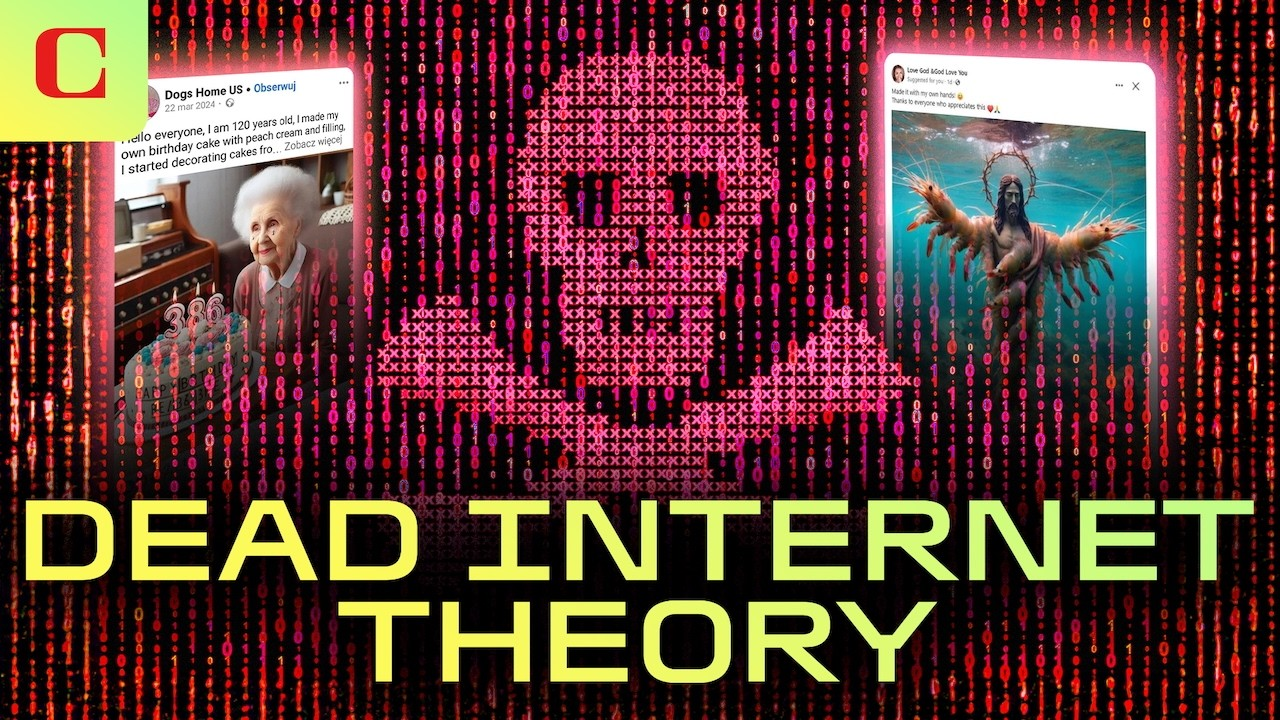 C
Dogs Home US • Obserwuj
22 mar 2024 ·
Hello everyone, I am 120 years old, I made my
own birthday cake with peach cream and filling,
I started decorating cakes fro... Zobacz więcej
386
Love God &God Love You
Suggested for you · 1d ·
Made it with my own hands! 😄
Thanks to everyone who appreciates this ❤️🙏
DEAD INTERNET
THEORY